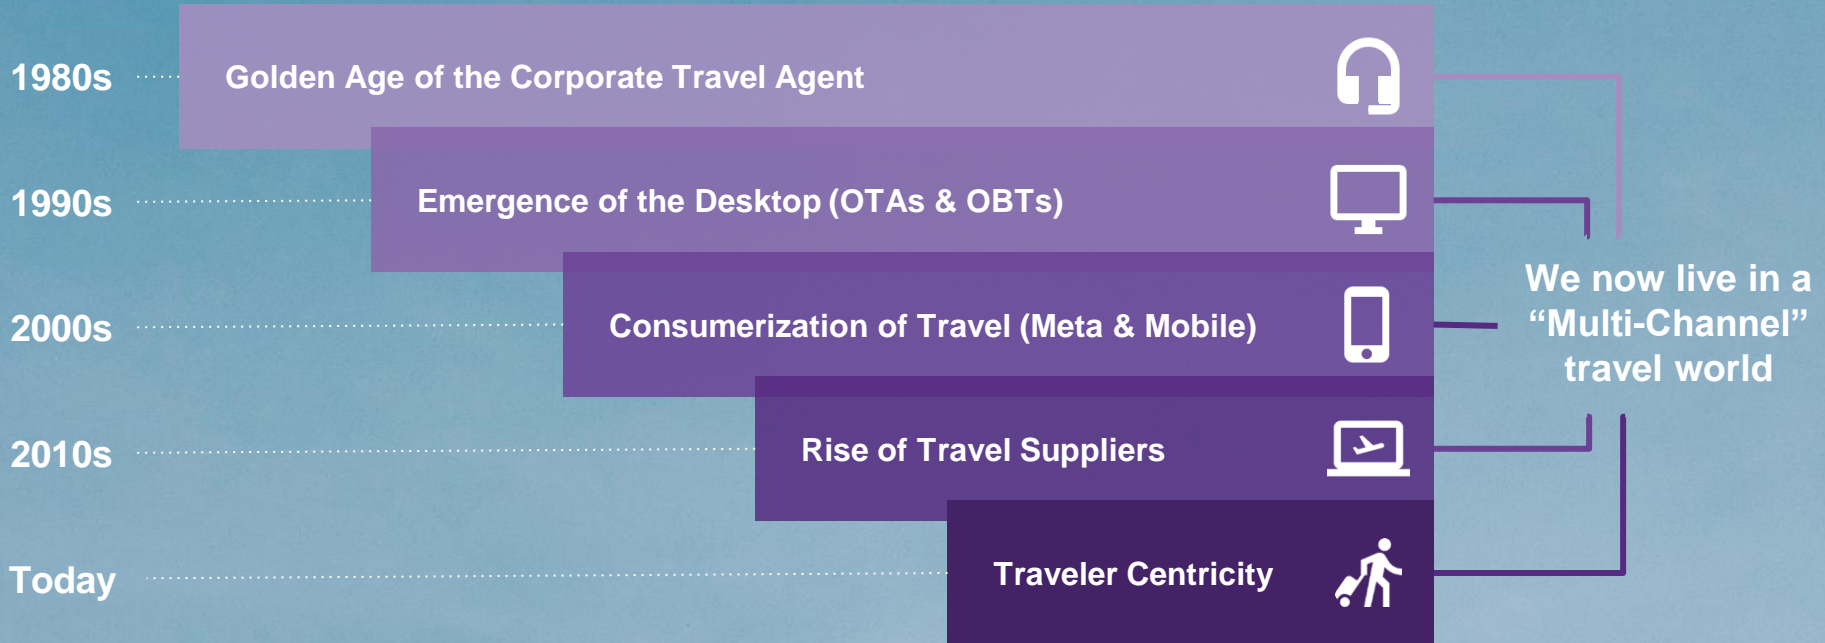 1980s
Golden Age of the Corporate Travel Agent
1990s
Emergence of the Desktop (OTAs & OBTs)
2000s
Consumerization of Travel (Meta & Mobile)
2010s
Rise of Travel Suppliers
Today
Traveler Centricity
We now live in a
“Multi-Channel”
travel world